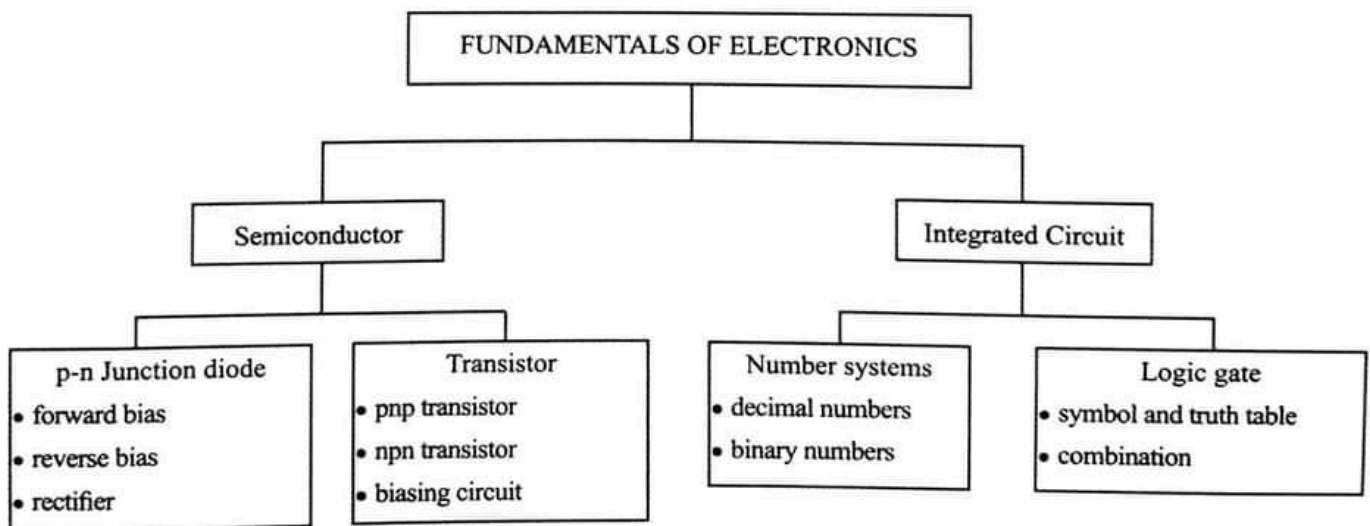 FUNDAMENTALS OF ELECTRONICS
Semiconductor
Integrated Circuit
p-n Junction diode
• forward bias
• reverse bias
• rectifier
Transistor
• pnp transistor
• npn transistor
• biasing circuit
Number systems
• decimal numbers
• binary numbers
Logic gate
• symbol and truth table
• combination